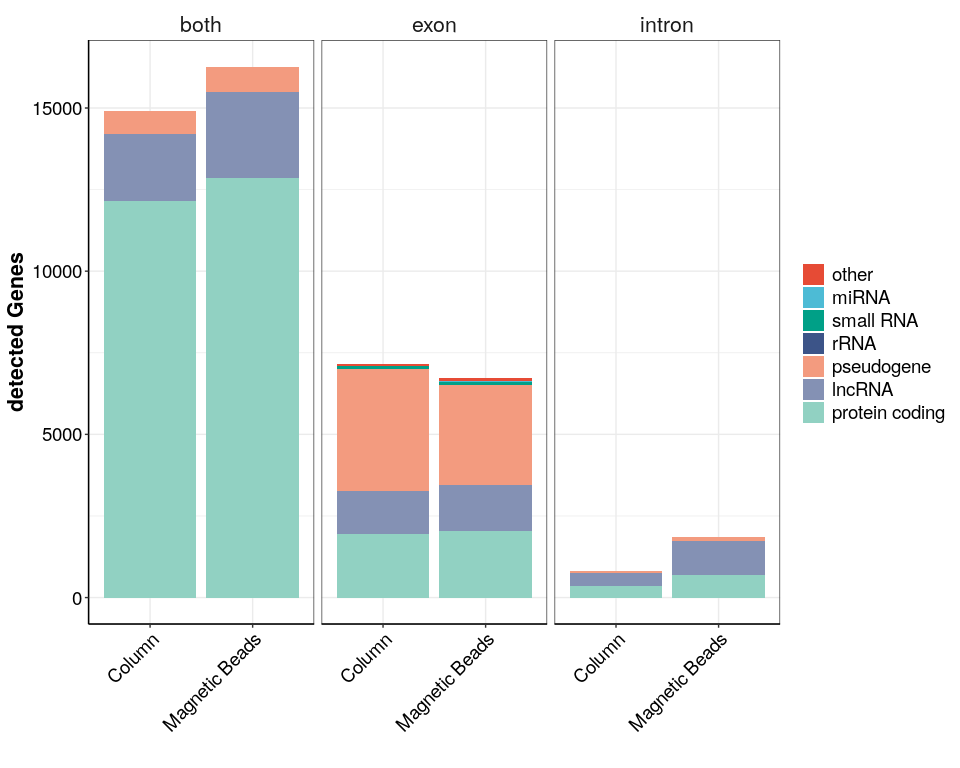 both
exon
intron
detected Genes
15000
10000
5000
0
Column
Magnetic Beads
Column
Magnetic Beads
Column
Magnetic Beads
other
miRNA
small RNA
rRNA
pseudogene
lncRNA
protein coding